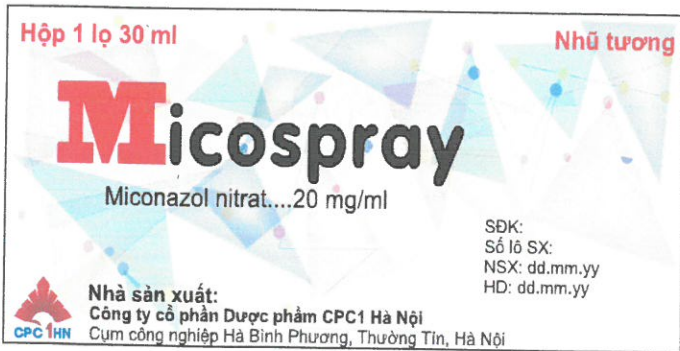 Hộp 1 lọ 30 ml
Nhũ tương
Micospray
Miconazol nitrat....20 mg/ml
SĐK:
Số lô SX:
NSX: dd.mm.yy
HD: dd.mm.yy
Nhà sản xuất:
Công ty cổ phần Dược phẩm CPC1 Hà Nội
CPC1HN
Cụm công nghiệp Hà Bình Phương, Thường Tín, Hà Nội